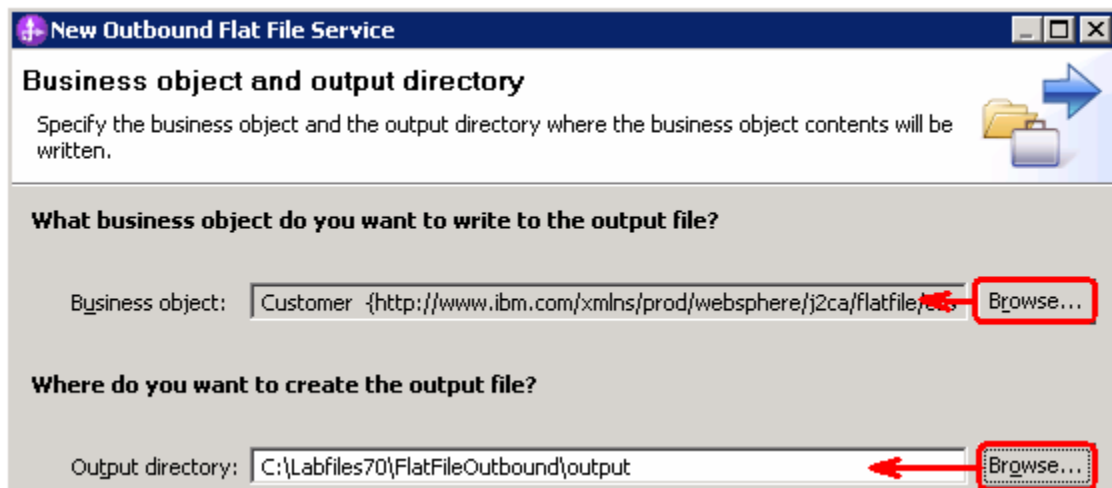 New Outbound Flat File Service
Business object and output directory
Specify the business object and the output directory where the business object contents will be
written.
What business object do you want to write to the output file?
Business object: Customer {http://www.ibm.com/xmlns/prod/websphere/j2ca/flatfile/ Browse...
Where do you want to create the output file?
Output directory: C:\Labfiles70\FlatFileOutbound\output Browse...